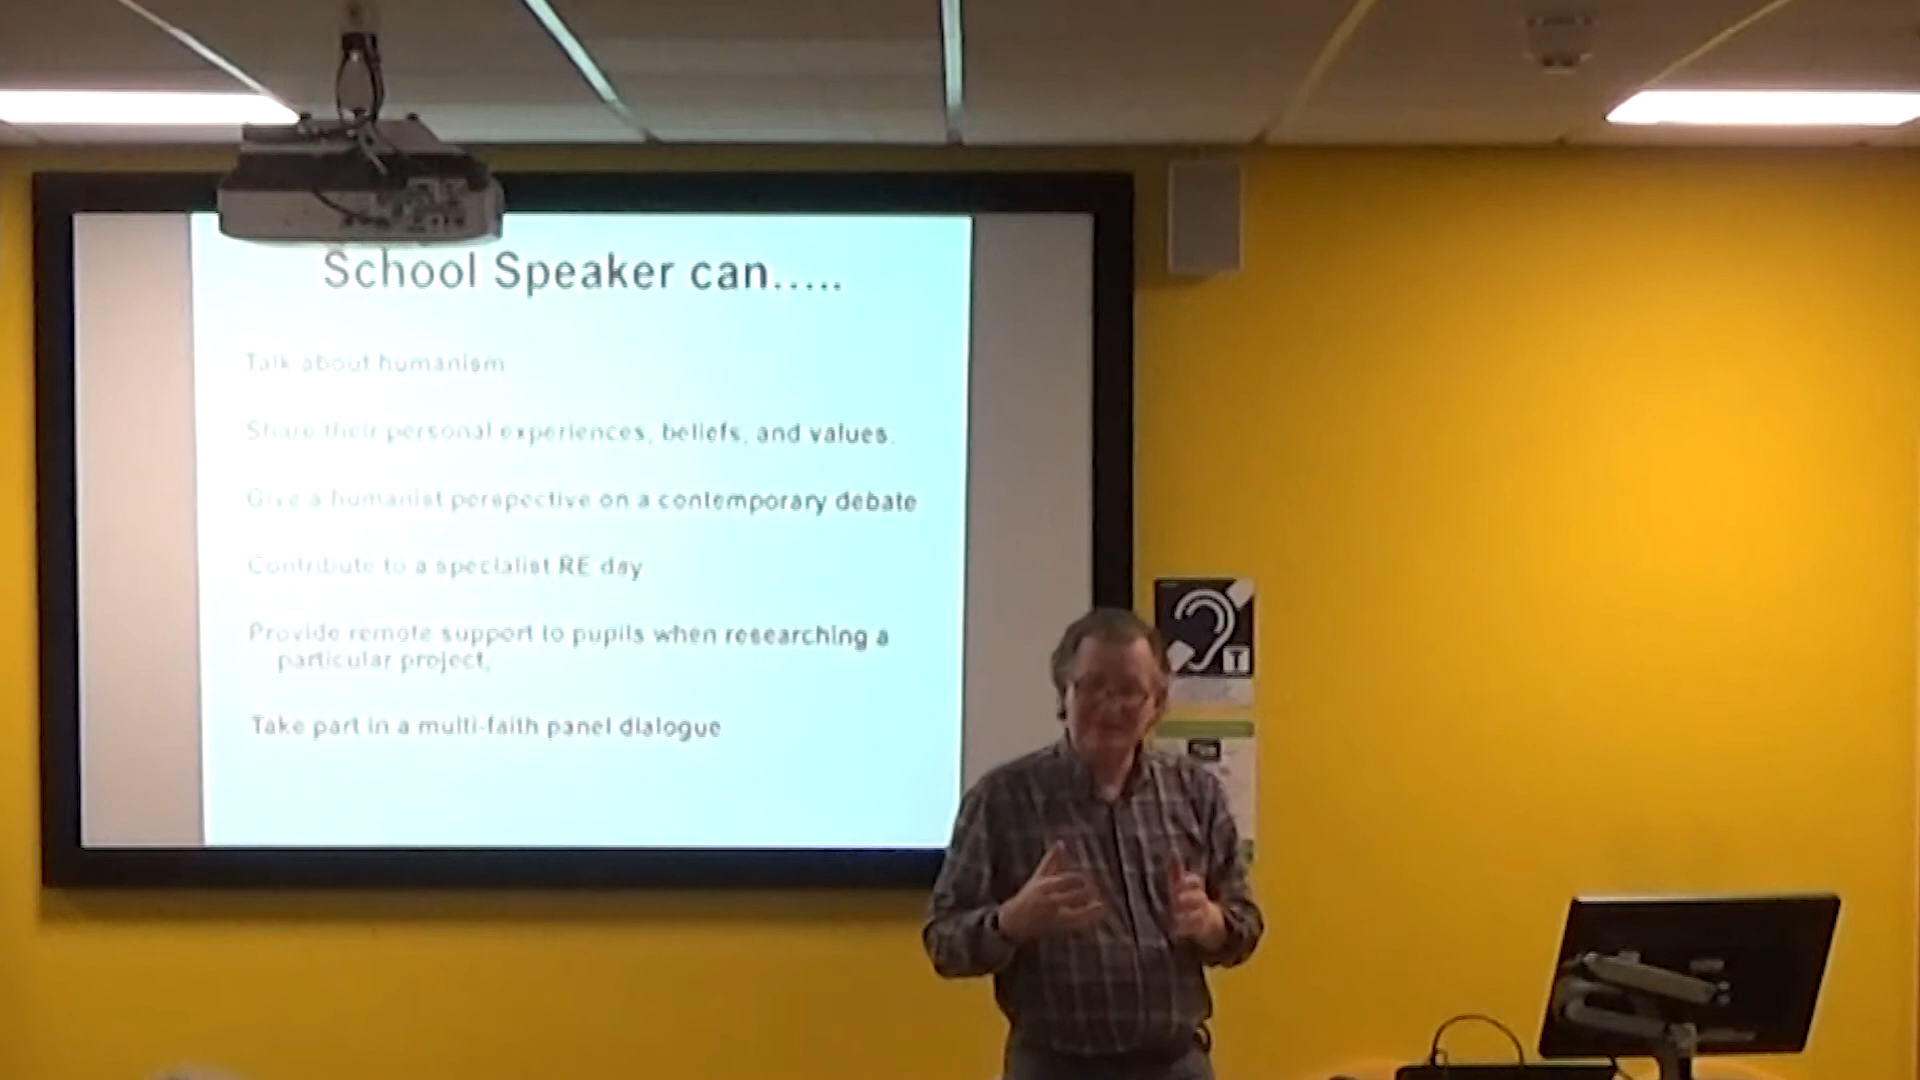 School Speaker can.....
Talk about humanism
Share their personal experiences, beliefs, and values.
Give a humanist perspective on a contemporary debate
Contribute to a specialist RE day
Provide remote support to pupils when researching a
particular project,
Take part in a multi-faith panel dialogue
T